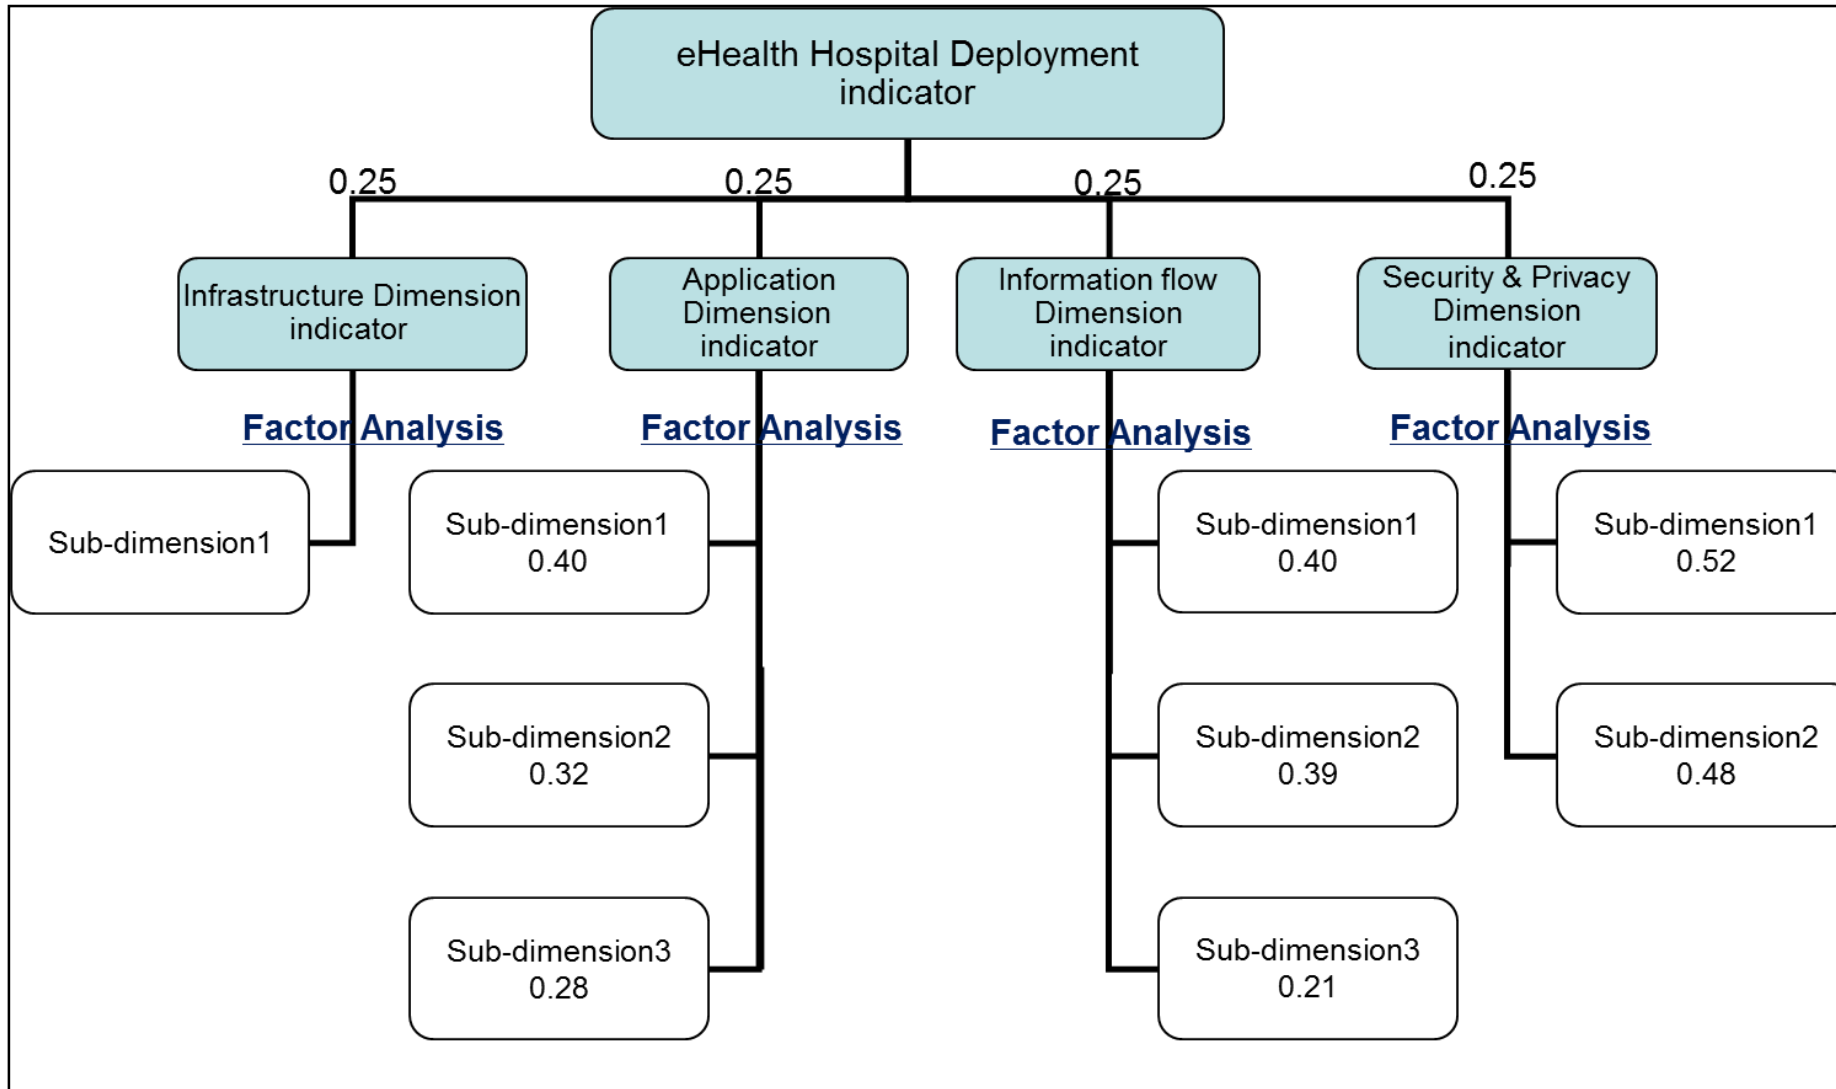 eHealth Hospital Deployment
indicator
0.25
0.25
0.25
0.25
Infrastructure Dimension
indicator
Application
Dimension
indicator
Information flow
Dimension
indicator
Security & Privacy
Dimension
indicator
Factor Analysis
Factor Analysis
Factor Analysis
Factor Analysis
Sub-dimension1
Sub-dimension1
0.40
Sub-dimension1
0.40
Sub-dimension1
0.52
Sub-dimension2
0.32
Sub-dimension2
0.39
Sub-dimension2
0.48
Sub-dimension3
0.28
Sub-dimension3
0.21